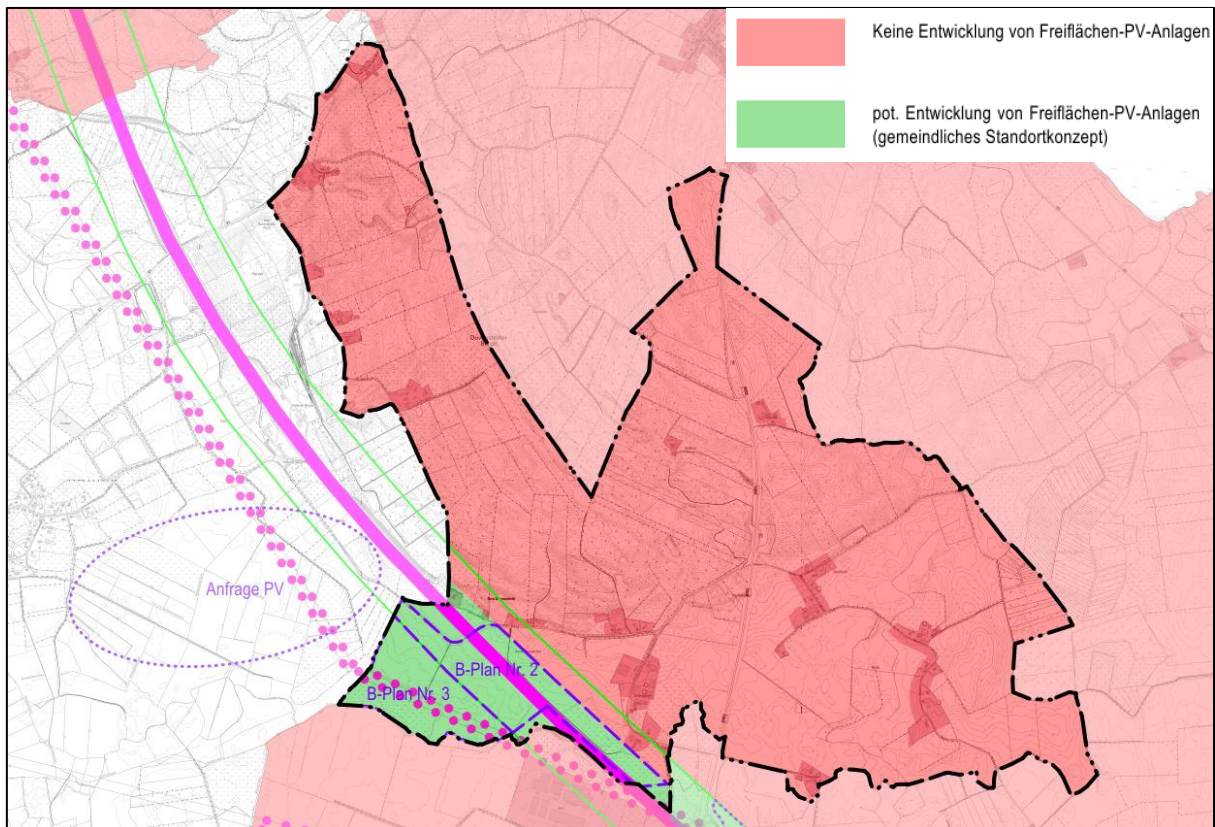 Keine Entwicklung von Freiflächen-PV-Anlagen
pot. Entwicklung von Freiflächen-PV-Anlagen
(gemeindliches Standortkonzept)
Anfrage PV
B-Plan Nr. 2
B-Plan Nr. 3